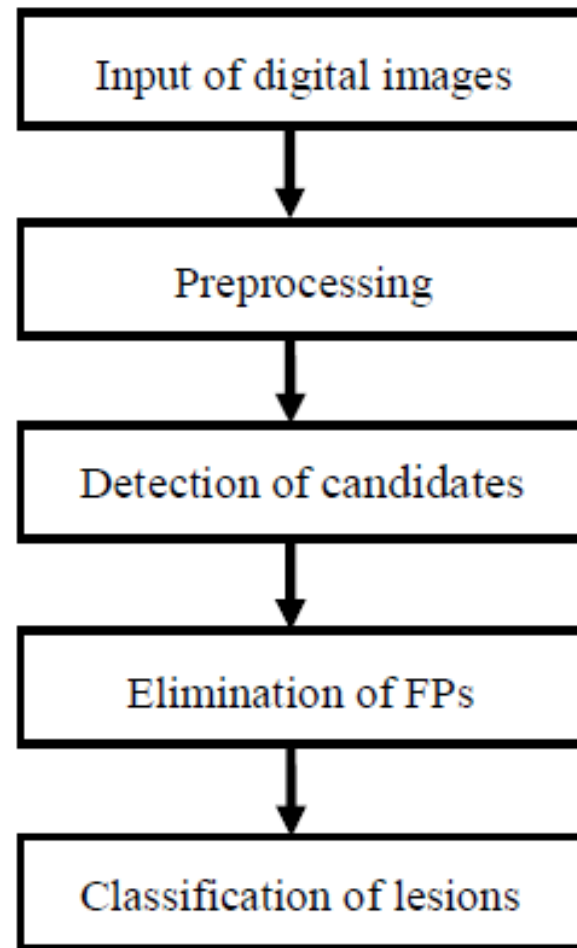 Input of digital images
Preprocessing
Detection of candidates
Elimination of FPs
Classification of lesions